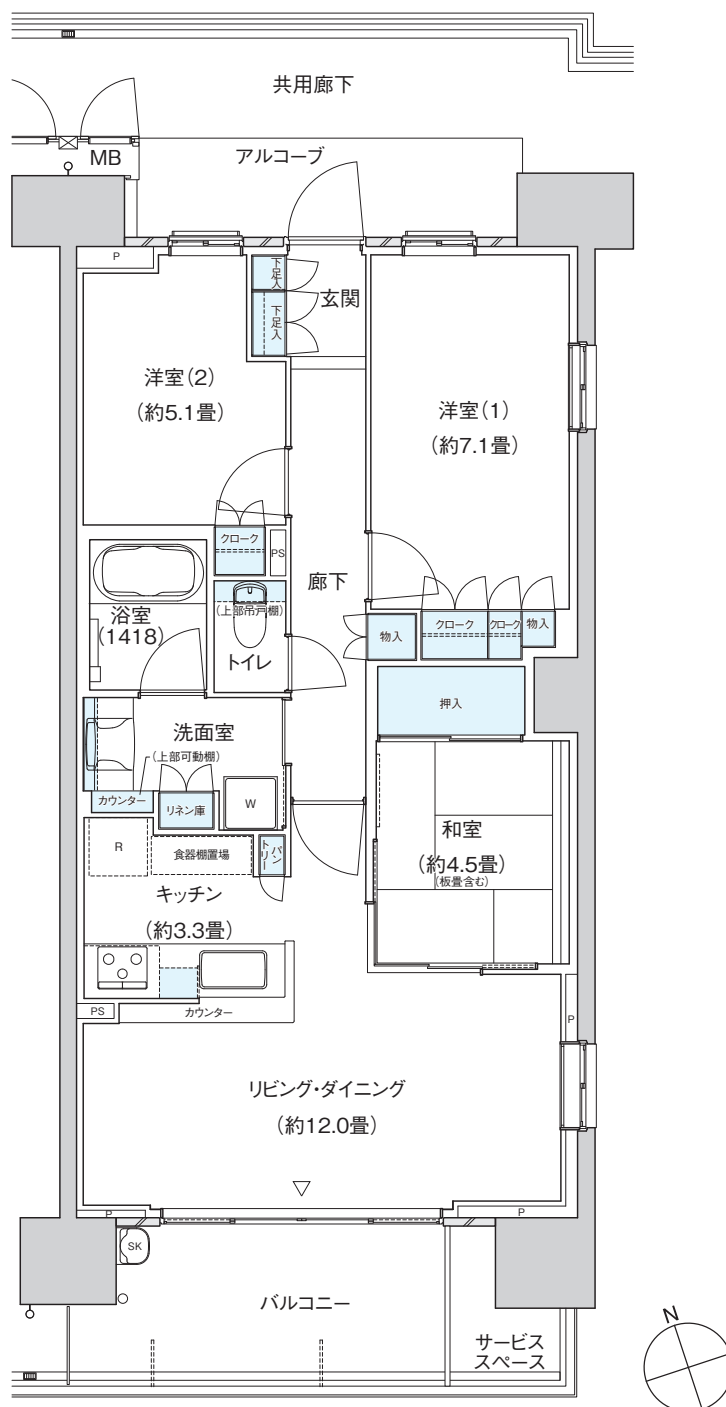 共用廊下
MB
アルコーブ
P
下足入
下足入
玄関
洋室(2)
(約5.1畳)
洋室(1)
(約7.1畳)
クローク
PS
廊下
浴室
(1418)
(上部吊戸棚)
トイレ
物入
クローク
クローク
物入
押入
洗面室
(上部可動棚)
カウンター
リネン庫
W
和室
(約4.5畳)
(板畳含む)
R
食器棚置場
パントリー
キッチン
(約3.3畳)
PS
カウンター
P
リビング・ダイニング
(約12.0畳)
P
P
SK
バルコニー
サービス
スペース
N